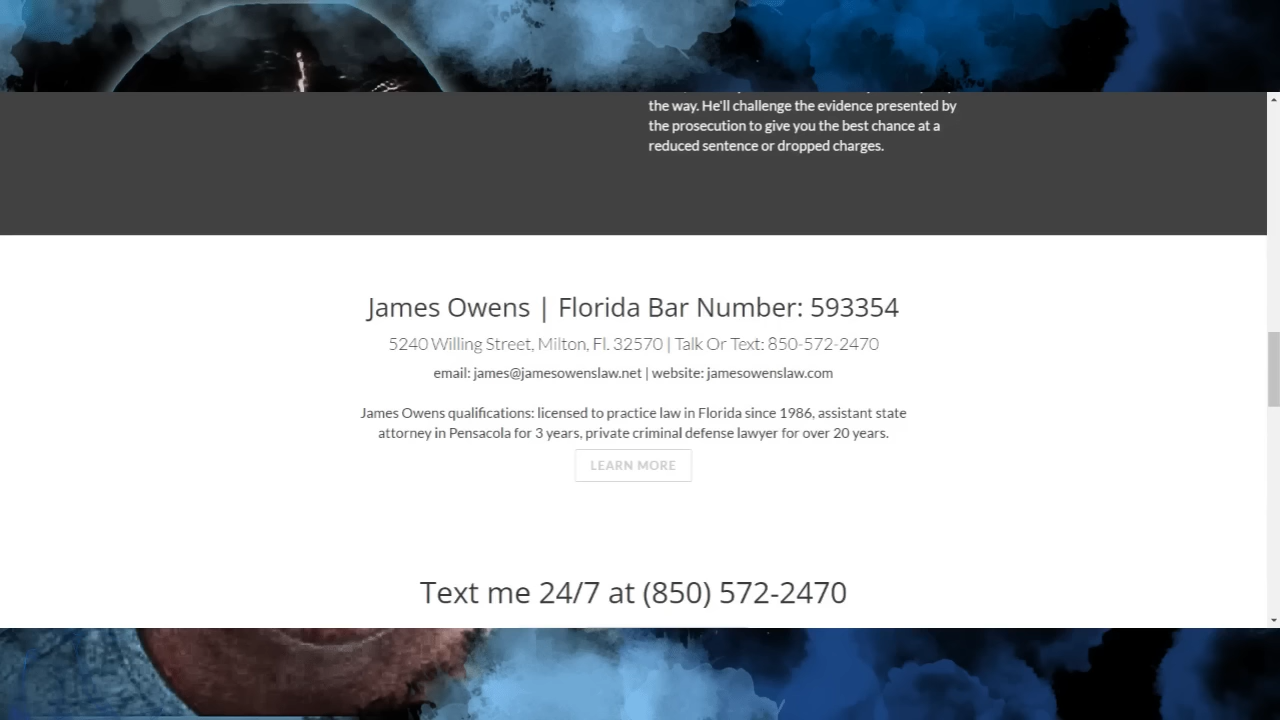 the way. He'll challenge the evidence presented by
the prosecution to give you the best chance at a
reduced sentence or dropped charges.
James Owens | Florida Bar Number: 593354
5240 Willing Street, Milton, Fl. 32570 | Talk Or Text: 850-572-2470
email: james@jamesowenslaw.net | website: jamesowenslaw.com
James Owens qualifications: licensed to practice law in Florida since 1986, assistant state
attorney in Pensacola for 3 years, private criminal defense lawyer for over 20 years.
LEARN MORE
Text me 24/7 at (850) 572-2470